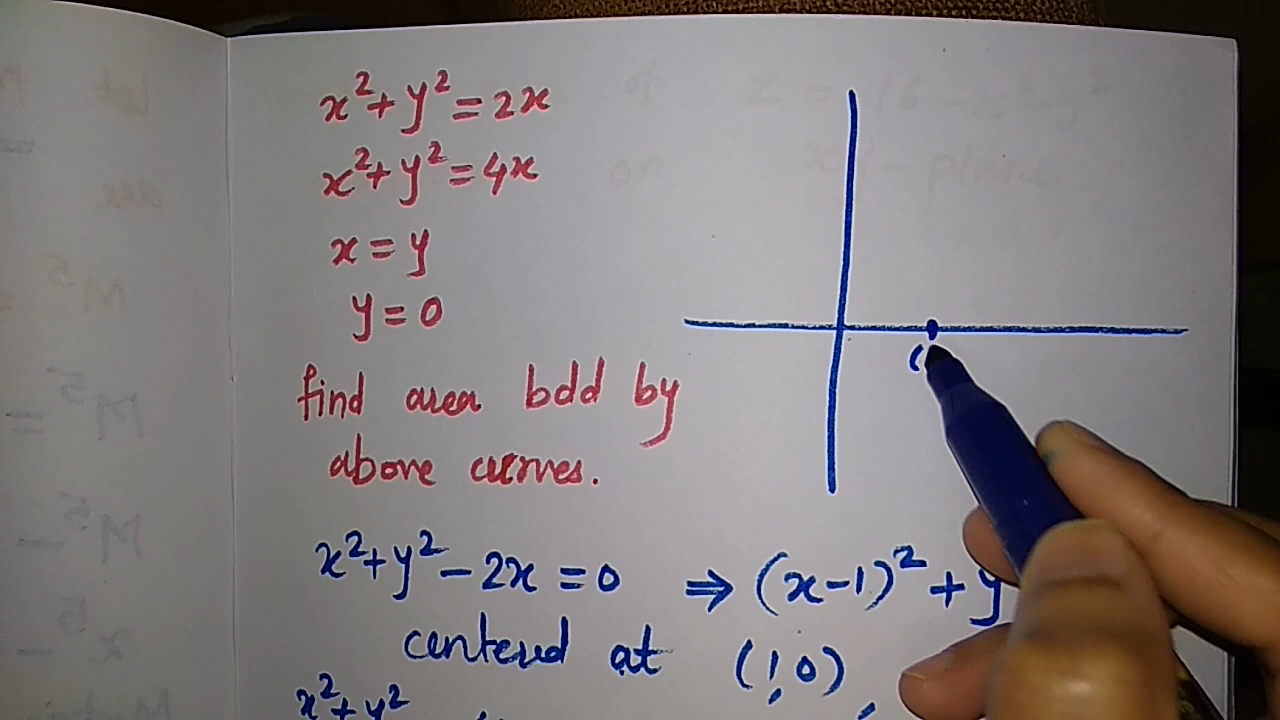 x²+y²=2x
x²+y²=4x
x=y
y=0
find area bdd by
above curves.
(
x²+y²-2x=0 ⇒ (x-1)²+y
centered at (1,0),
x²+y²